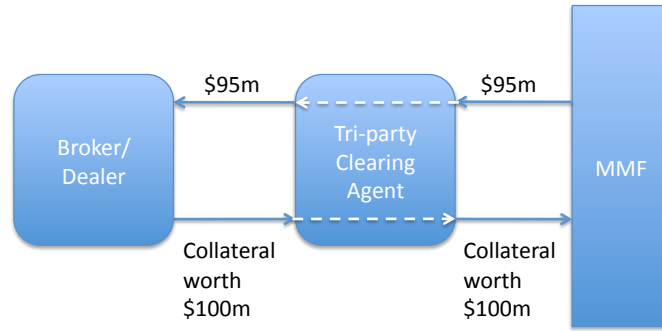 $95m
$95m
Broker/
Dealer
Tri-party
Clearing
Agent
MMF
Collateral
worth
$100m
Collateral
worth
$100m